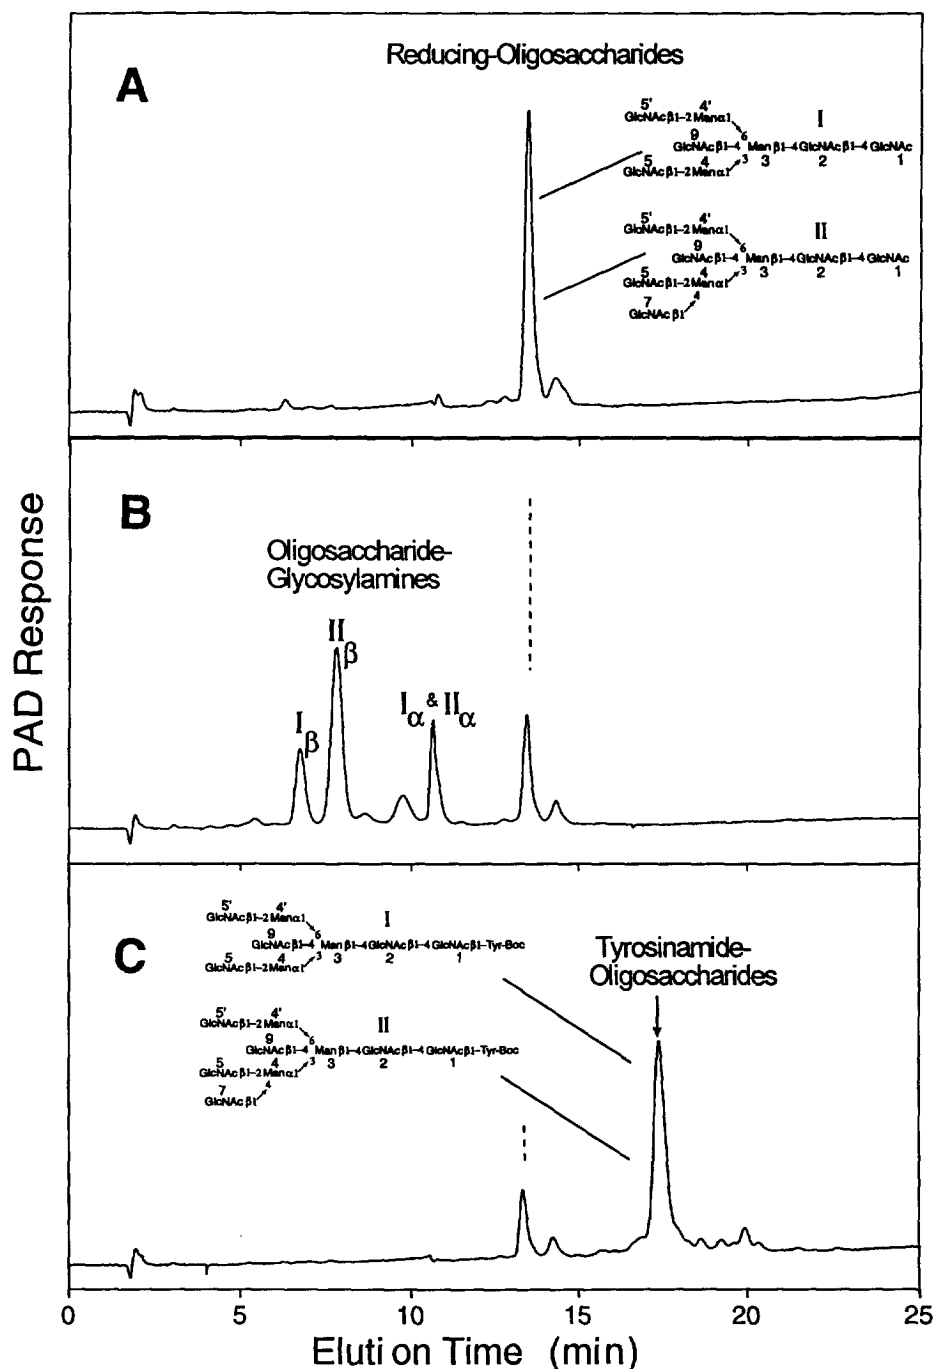 A
Reducing-Oligosaccharides
5' 4' I
GlcNAcβ1–2Manα1
9 6
GlcNAcβ1–4 Manβ1–4GlcNAcβ1–4GlcNAc
5 4 3 3 2 1
GlcNAcβ1–2Manα1
5' 4' II
GlcNAcβ1–2Manα1
9 6
GlcNAcβ1–4 Manβ1–4GlcNAcβ1–4GlcNAc
5 4 3 3 2 1
GlcNAcβ1–2Manα1
7 4
GlcNAcβ1
B
Oligosaccharide-
Glycosylamines
IIβ
Iα & IIα
Iβ
PAD Response
C
5' 4' I
GlcNAcβ1–2Manα1
9 6
GlcNAcβ1–4 Manβ1–4GlcNAcβ1–4GlcNAcβ1–Tyr-Boc
5 4 3 3 2 1
GlcNAcβ1–2Manα1
Tyrosinamide-
Oligosaccharides
5' 4' II
GlcNAcβ1–2Manα1
9 6
GlcNAcβ1–4 Manβ1–4GlcNAcβ1–4GlcNAcβ1–Tyr-Boc
5 4 3 3 2 1
GlcNAcβ1–2Manα1
7 4
GlcNAcβ1
0 5 10 15 20 25
Elution Time (min)